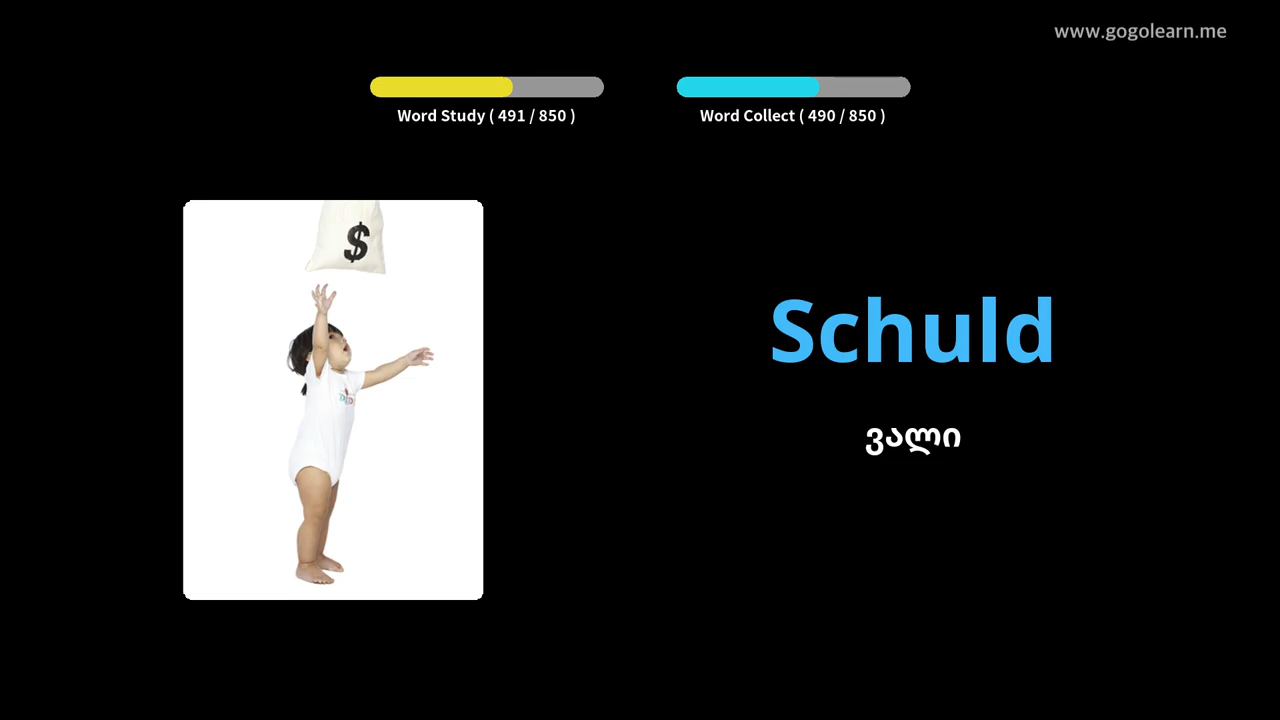 www.gogolearn.me
Word Study ( 491 / 850 )
Word Collect ( 490 / 850 )
$
Schuld
ვალი